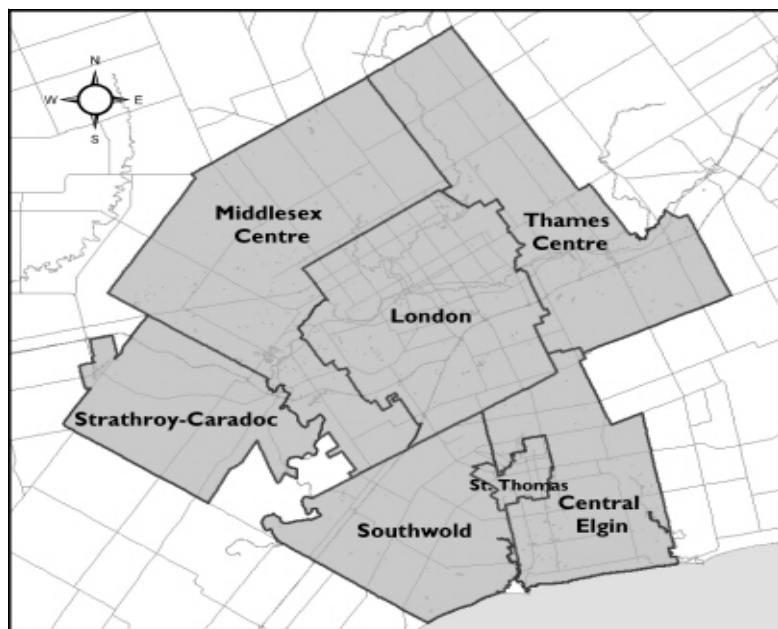 N
W E
S
Middlesex
Centre
Thames
Centre
London
Strathroy-Caradoc
St. Thomas
Central
Elgin
Southwold